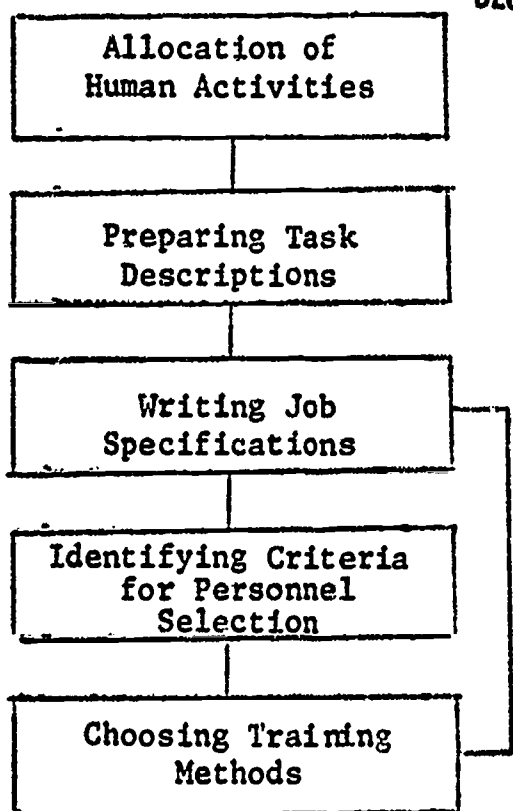 Allocation of
Human Activities
Preparing Task
Descriptions
Writing Job
Specifications
Identifying Criteria
for Personnel
Selection
Choosing Training
Methods